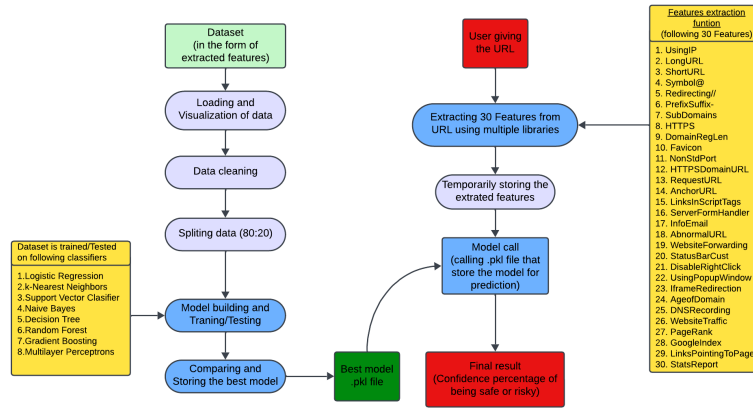 Dataset
(in the form of
extracted features)
Loading and
Visualization of data
Data cleaning
Spliting data (80:20)
Dataset is trained/Tested
on following classifiers
1.Logistic Regression
2.k-Nearest Neighbors
3.Support Vector Clasifier
4.Naive Bayes
5.Decision Tree
6.Random Forest
7.Gradient Boosting
8.Multilayer Perceptrons
Model building and
Traning/Testing
Comparing and
Storing the best model
Best model
.pkl file
User giving
the URL
Extracting 30 Features from
URL using multiple libraries
Temporarily storing the
extrated features
Model call
(calling .pkl file that
store the model for
prediction)
Final result
(Confidence percentage of
being safe or risky)
Features extraction
funtion
(following 30 Features)
1. UsingIP
2. LongURL
3. ShortURL
4. Symbol@
5. Redirecting//
6. PrefixSuffix-
7. SubDomains
8. HTTPS
9. DomainRegLen
10. Favicon
11. NonStdPort
12. HTTPSDomainURL
13. RequestURL
14. AnchorURL
15. LinksInScriptTags
16. ServerFormHandler
17. InfoEmail
18. AbnormalURL
19. WebsiteForwarding
20. StatusBarCust
21. DisableRightClick
22. UsingPopupWindow
23. IframeRedirection
24. AgeofDomain
25. DNSRecording
26. WebsiteTraffic
27. PageRank
28. GoogleIndex
29. LinksPointingToPage
30. StatsReport